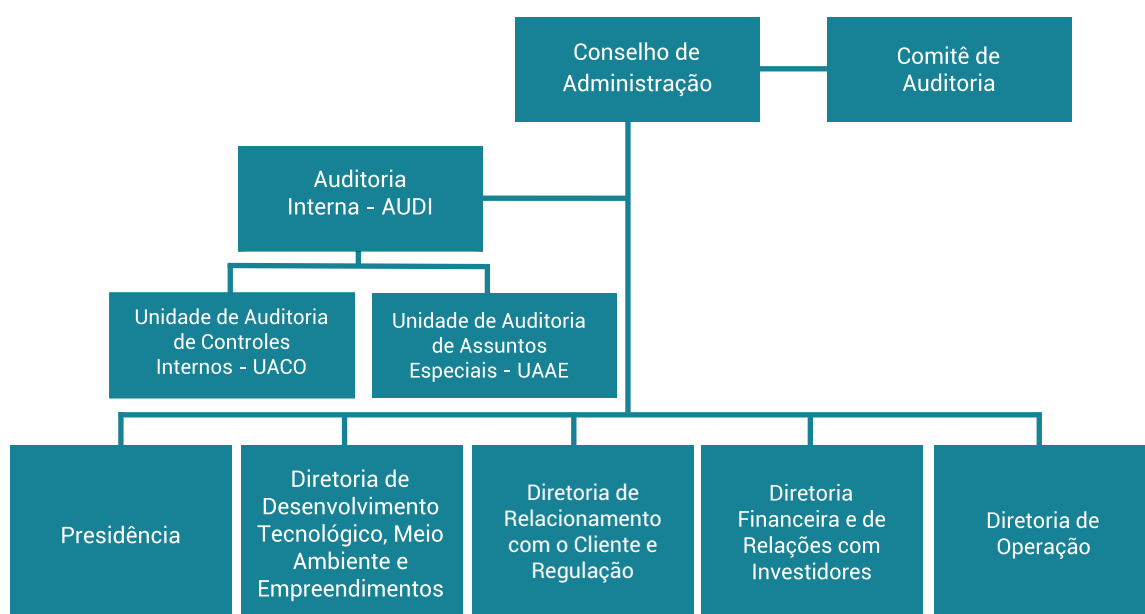 Conselho de
Administração
Comitê de
Auditoria
Auditoria
Interna - AUDI
Unidade de Auditoria
de Controles
Internos - UACO
Unidade de Auditoria
de Assuntos
Especiais - UAAE
Presidência
Diretoria de
Desenvolvimento
Tecnológico, Meio
Ambiente e
Empreendimentos
Diretoria de
Relacionamento
com o Cliente e
Regulação
Diretoria
Financeira e de
Relações com
Investidores
Diretoria de
Operação